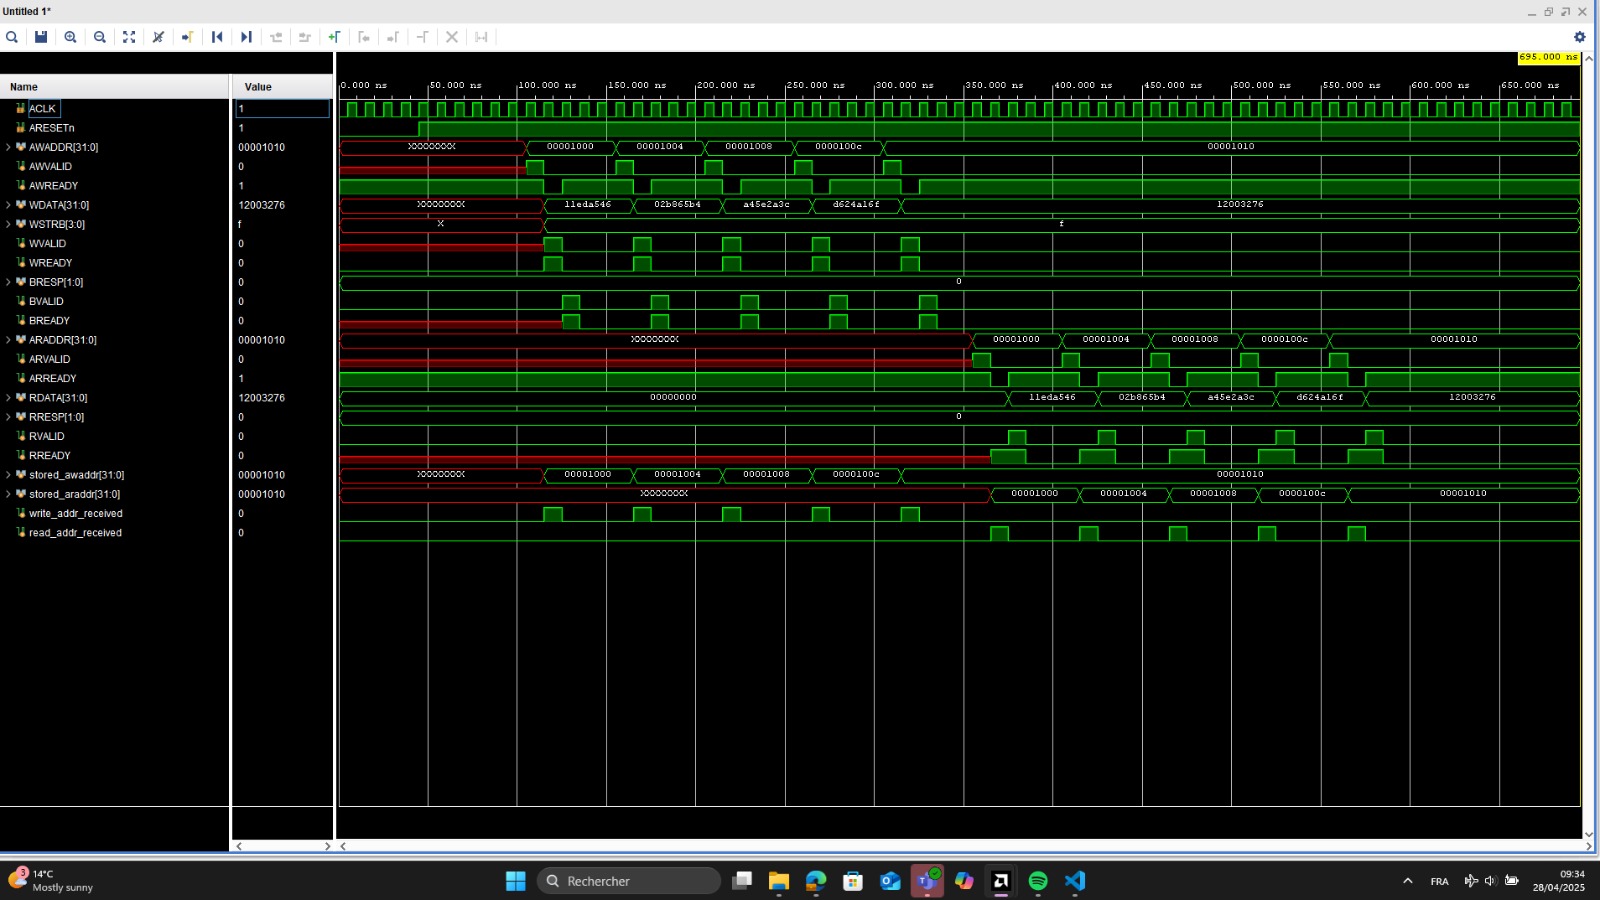 Untitled 1*
695.000 ns
Name Value
0.000 ns 50.000 ns 100.000 ns 150.000 ns 200.000 ns 250.000 ns 300.000 ns 350.000 ns 400.000 ns 450.000 ns 500.000 ns 550.000 ns 600.000 ns 650.000 ns
ACLK 1
ARESETn 1
AWADDR[31:0] 00001010 XXXXXXXX 00001000 00001004 00001008 0000100c 00001010
AWVALID 0
AWREADY 1
WDATA[31:0] 12003276 XXXXXXXX 11eda546 02b865b4 a45e2a3c d624a16f 12003276
WSTRB[3:0] f X f
WVALID 0
WREADY 0
BRESP[1:0] 0 0
BVALID 0
BREADY 0
ARADDR[31:0] 00001010 XXXXXXXX 00001000 00001004 00001008 0000100c 00001010
ARVALID 0
ARREADY 1
RDATA[31:0] 12003276 00000000 11eda546 02b865b4 a45e2a3c d624a16f 12003276
RRESP[1:0] 0 0
RVALID 0
RREADY 0
stored_awaddr[31:0] 00001010 XXXXXXXX 00001000 00001004 00001008 0000100c 00001010
stored_araddr[31:0] 00001010 XXXXXXXX 00001000 00001004 00001008 0000100c 00001010
write_addr_received 0
read_addr_received 0
3
14°C
Mostly sunny
Rechercher
FRA
09:34
28/04/2025